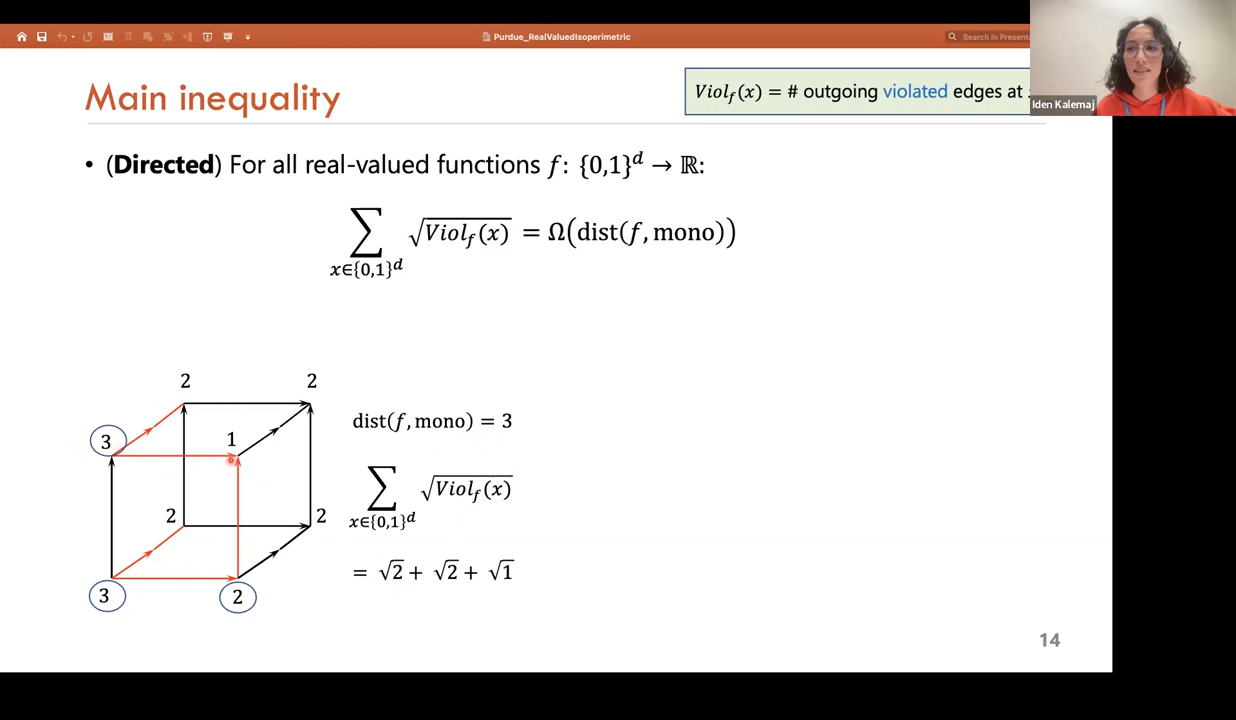 Purdue_RealValuedIsoperimetric
Search in Presenta
Main inequality
Viol_f(x) = # outgoing violated edges at
Iden Kalemaj
• (Directed) For all real-valued functions f: {0,1}^d → ℝ:
∑_{x∈{0,1}^d} √Viol_f(x) = Ω(dist(f, mono))
2 2
3 1
2 2
3 2
dist(f, mono) = 3
∑_{x∈{0,1}^d} √Viol_f(x)
= √2 + √2 + √1
14